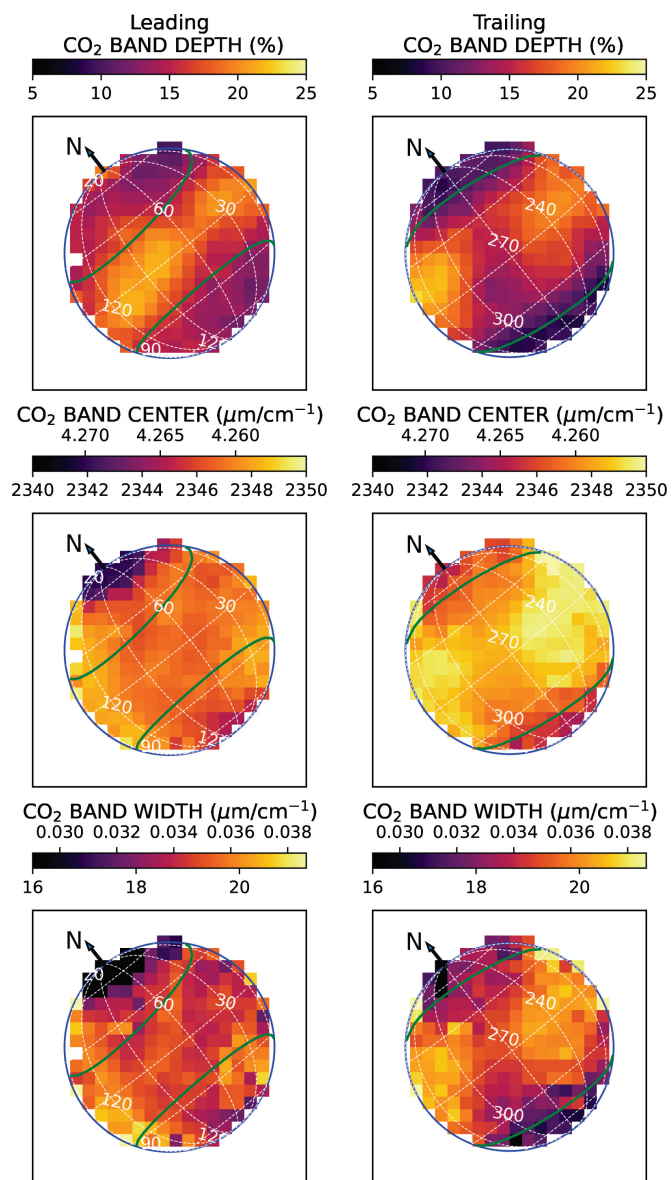 Leading
CO₂ BAND DEPTH (%)
5 10 15 20 25
Trailing
CO₂ BAND DEPTH (%)
5 10 15 20 25
N
20
60
30
120
90
12
N
240
270
300
CO₂ BAND CENTER (μm/cm⁻¹)
4.270 4.265 4.260
2340 2342 2344 2346 2348 2350
CO₂ BAND CENTER (μm/cm⁻¹)
4.270 4.265 4.260
2340 2342 2344 2346 2348 2350
N
20
60
30
120
90
12
N
240
270
300
CO₂ BAND WIDTH (μm/cm⁻¹)
0.030 0.032 0.034 0.036 0.038
16 18 20
CO₂ BAND WIDTH (μm/cm⁻¹)
0.030 0.032 0.034 0.036 0.038
16 18 20
N
20
60
30
120
90
12
N
240
270
300